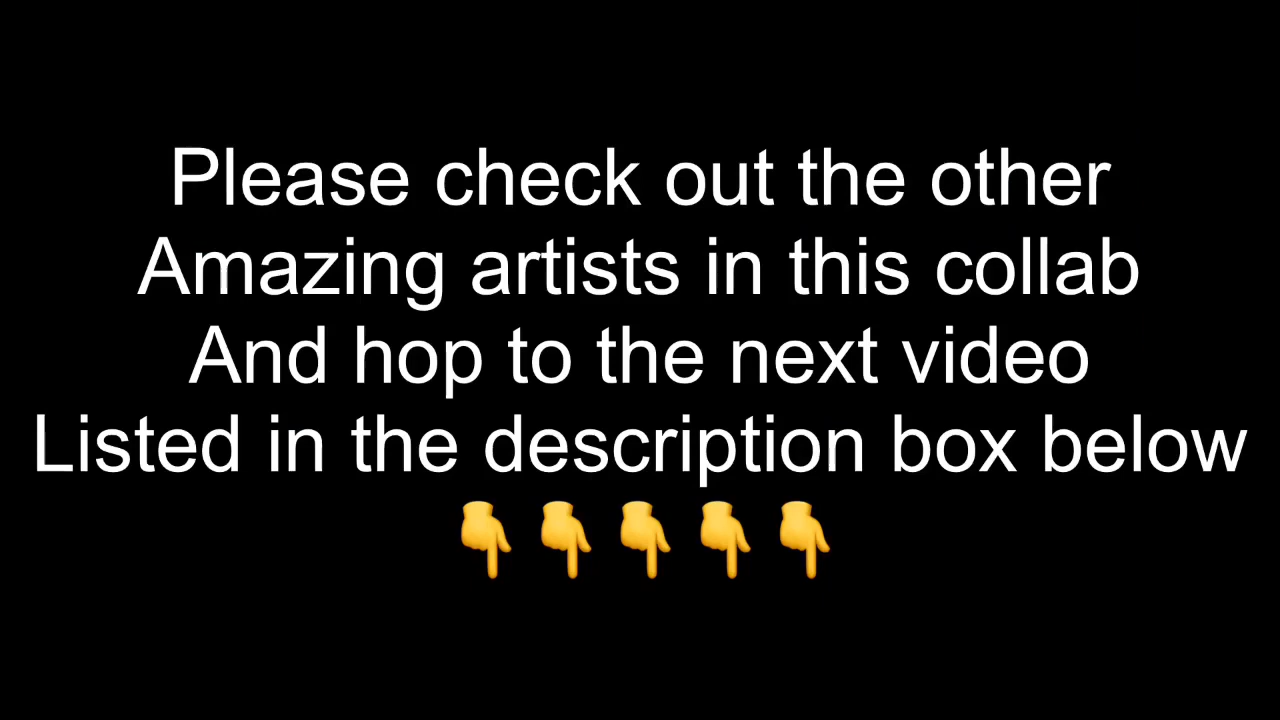 Please check out the other
Amazing artists in this collab
And hop to the next video
Listed in the description box below
👇👇👇👇👇